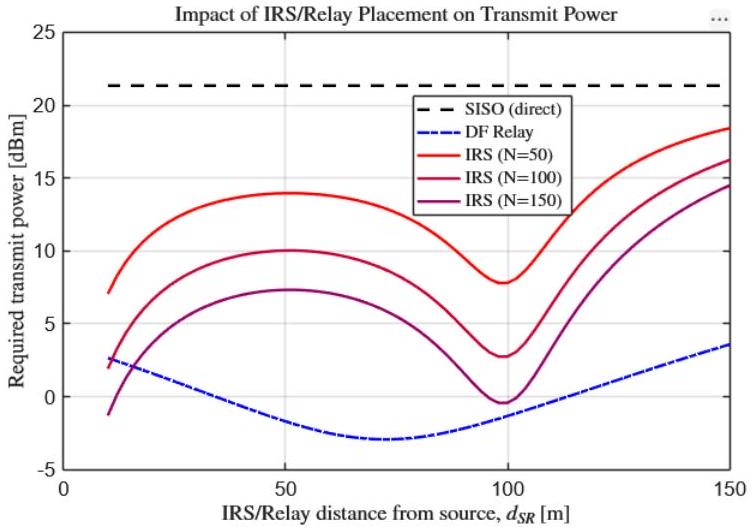 Impact of IRS/Relay Placement on Transmit Power
...
25
20
15
10
5
0
-5
Required transmit power [dBm]
SISO (direct)
DF Relay
IRS (N=50)
IRS (N=100)
IRS (N=150)
0 50 100 150
IRS/Relay distance from source, d_SR [m]